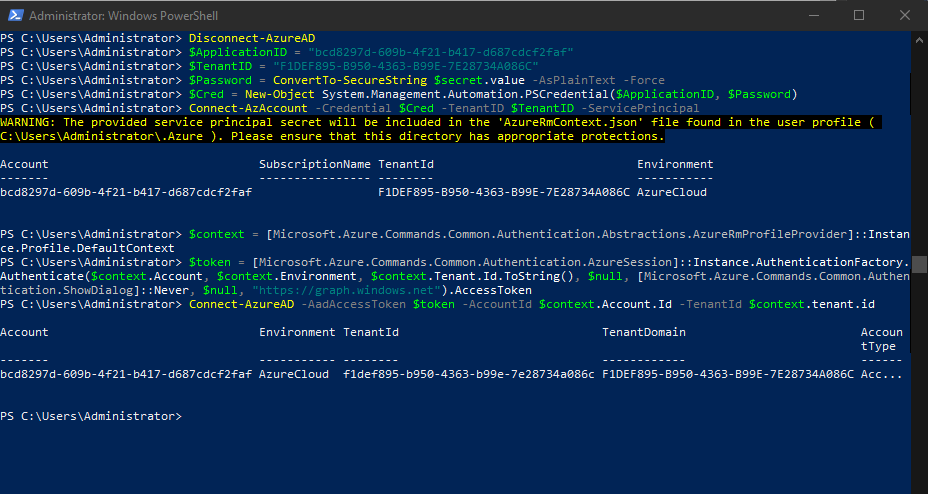 Administrator: Windows PowerShell
PS C:\Users\Administrator> Disconnect-AzureAD
PS C:\Users\Administrator> $ApplicationID = "bcd8297d-609b-4f21-b417-d687cdcf2faf"
PS C:\Users\Administrator> $TenantID = "F1DEF895-B950-4363-B99E-7E28734A086C"
PS C:\Users\Administrator> $Password = ConvertTo-SecureString $secret.value -AsPlainText -Force
PS C:\Users\Administrator> $Cred = New-Object System.Management.Automation.PSCredential($ApplicationID, $Password)
PS C:\Users\Administrator> Connect-AzAccount -Credential $Cred -TenantID $TenantID -ServicePrincipal
WARNING: The provided service principal secret will be included in the 'AzureRmContext.json' file found in the user profile (
C:\Users\Administrator\.Azure ). Please ensure that this directory has appropriate protections.
Account SubscriptionName TenantId Environment
------- ---------------- -------- -----------
bcd8297d-609b-4f21-b417-d687cdcf2faf F1DEF895-B950-4363-B99E-7E28734A086C AzureCloud
PS C:\Users\Administrator> $context = [Microsoft.Azure.Commands.Common.Authentication.Abstractions.AzureRmProfileProvider]::Instan
ce.Profile.DefaultContext
PS C:\Users\Administrator> $token = [Microsoft.Azure.Commands.Common.Authentication.AzureSession]::Instance.AuthenticationFactory.
Authenticate($context.Account, $context.Environment, $context.Tenant.Id.ToString(), $null, [Microsoft.Azure.Commands.Common.Authen
tication.ShowDialog]::Never, $null, "https://graph.windows.net").AccessToken
PS C:\Users\Administrator> Connect-AzureAD -AadAccessToken $token -AccountId $context.Account.Id -TenantId $context.tenant.id
Account Environment TenantId TenantDomain Accoun
tType
------- ----------- -------- ------------ ------
bcd8297d-609b-4f21-b417-d687cdcf2faf AzureCloud f1def895-b950-4363-b99e-7e28734a086c F1DEF895-B950-4363-B99E-7E28734A086C Acc...
PS C:\Users\Administrator>